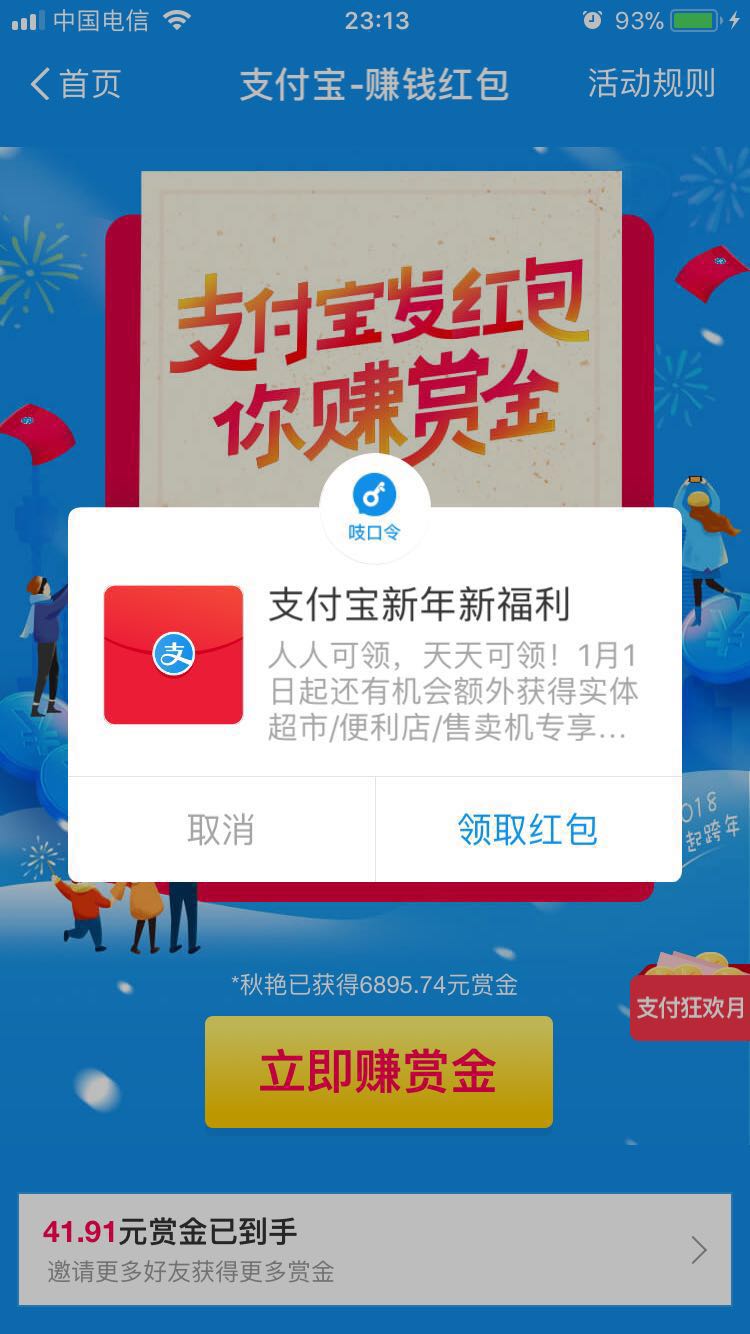 中国电信
23:13
93%
首页
支付宝-赚钱红包
活动规则
支付宝发红包
你赚赏金
吱口令
支付宝新年新福利
人人可领，天天可领！1月1
日起还有机会额外获得实体
超市/便利店/售卖机专享...
支
取消
领取红包
018
起跨年
*秋艳已获得6895.74元赏金
支付狂欢月
立即赚赏金
41.91元赏金已到手
邀请更多好友获得更多赏金